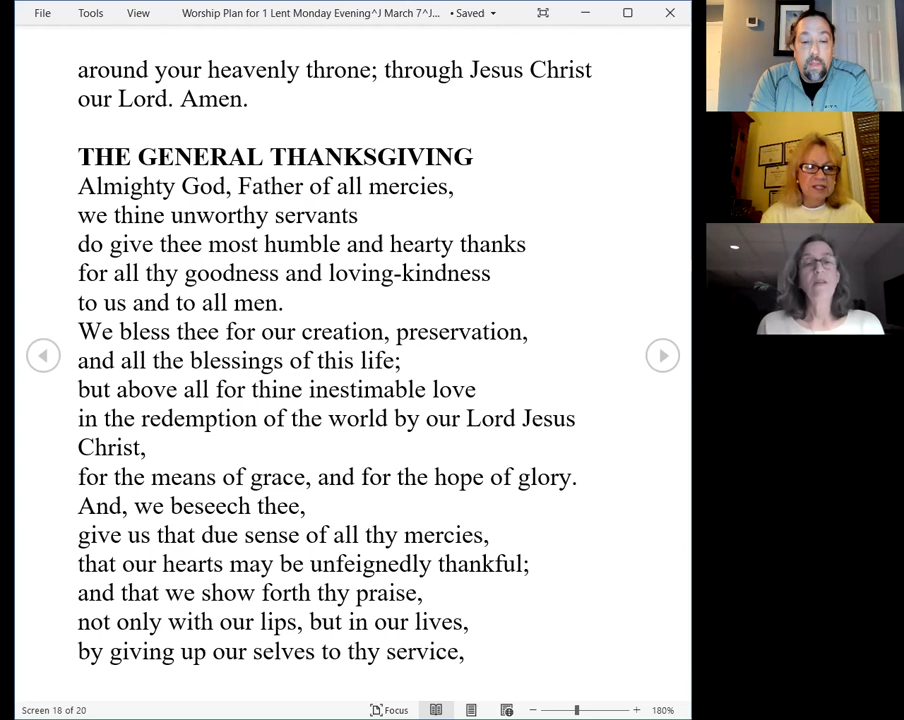 File Tools View Worship Plan for 1 Lent Monday Evening^J March 7^J... • Saved
around your heavenly throne; through Jesus Christ
our Lord. Amen.
THE GENERAL THANKSGIVING
Almighty God, Father of all mercies,
we thine unworthy servants
do give thee most humble and hearty thanks
for all thy goodness and loving-kindness
to us and to all men.
We bless thee for our creation, preservation,
and all the blessings of this life;
but above all for thine inestimable love
in the redemption of the world by our Lord Jesus
Christ,
for the means of grace, and for the hope of glory.
And, we beseech thee,
give us that due sense of all thy mercies,
that our hearts may be unfeignedly thankful;
and that we show forth thy praise,
not only with our lips, but in our lives,
by giving up our selves to thy service,
Screen 18 of 20 Focus 180%